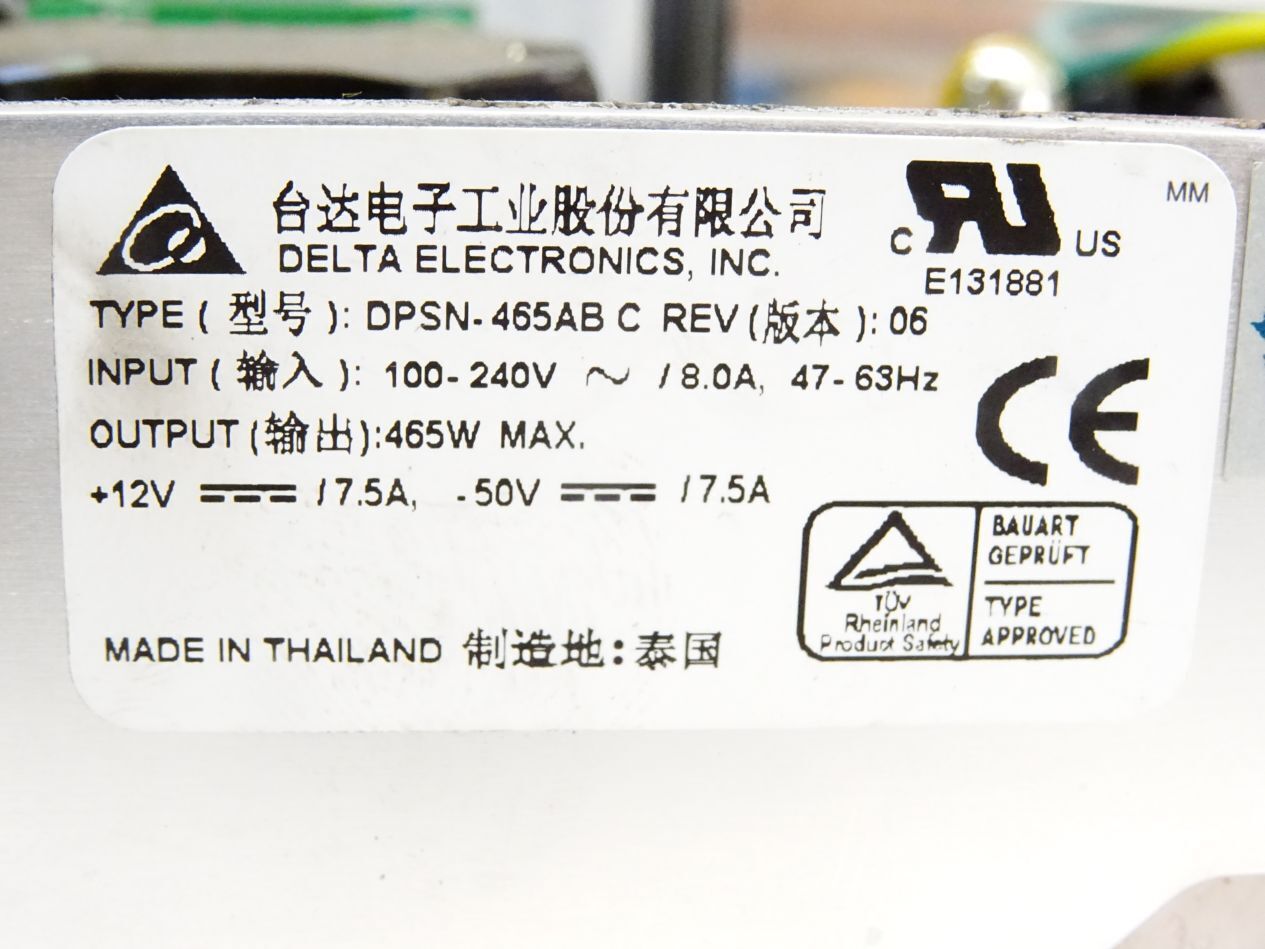 台达电子工业股份有限公司
DELTA ELECTRONICS, INC.
C UR US
MM
E131881
TYPE ( 型号 ): DPSN-465AB C REV (版本 ): 06
INPUT ( 输入 ): 100-240V ～ / 8.0A, 47-63Hz
OUTPUT (输出):465W MAX.
+12V ⎓ / 7.5A, -50V ⎓ / 7.5A
CE
TÜV
Rheinland
Product Safety
BAUART
GEPRÜFT
TYPE
APPROVED
MADE IN THAILAND 制造地:泰国